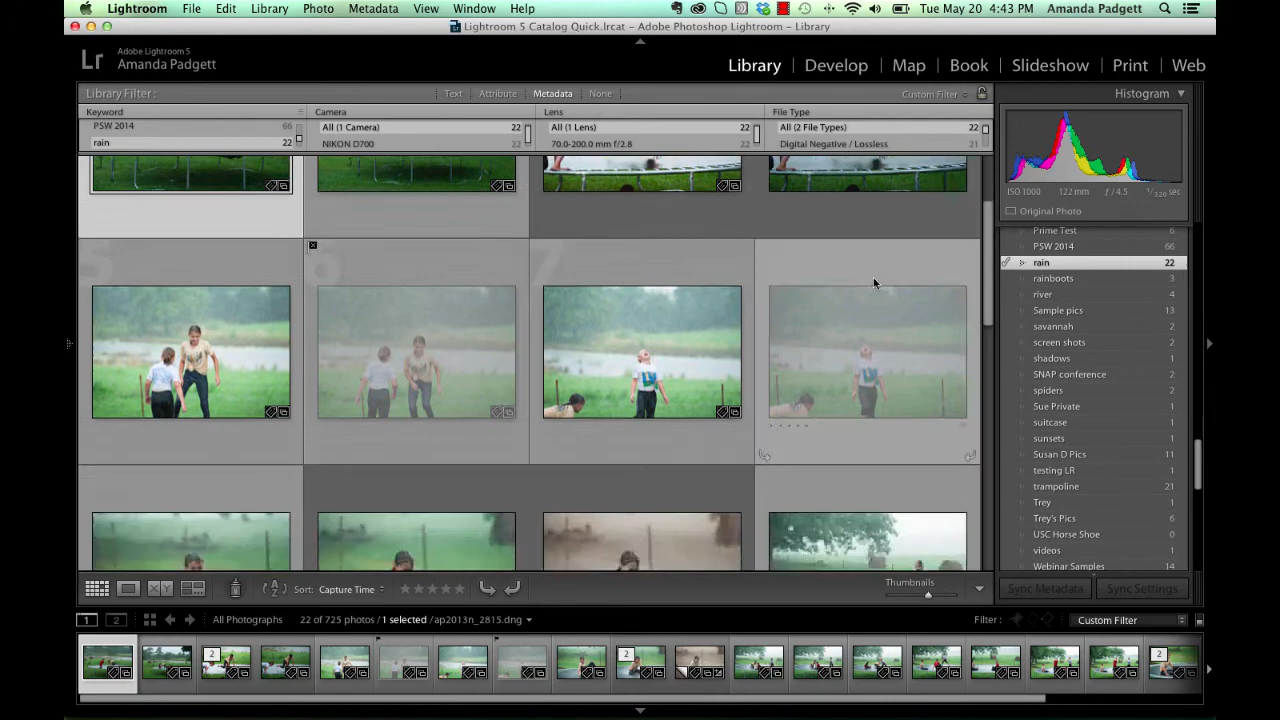 Lightroom File Edit Library Photo Metadata View Window Help Tue May 20 4:43 PM Amanda Padgett
Lightroom 5 Catalog Quick.lrcat – Adobe Photoshop Lightroom – Library
Lr Adobe Lightroom 5
Amanda Padgett
Library | Develop | Map | Book | Slideshow | Print | Web
Library Filter : Text Attribute Metadata None Custom Filter
Histogram
Keyword Camera Lens File Type
PSW 2014 66 All (1 Camera) 22 All (1 Lens) 22 All (2 File Types) 22
rain 22 NIKON D700 22 70.0-200.0 mm f/2.8 22 Digital Negative / Lossless 21
ISO 1000 122 mm ƒ / 4.5 1/320 sec
Original Photo
Prime Test 6
PSW 2014 66
rain 22
rainboots 3
river 4
Sample pics 13
savannah 2
screen shots 2
shadows 1
SNAP conference 2
spiders 2
Sue Private 1
suitcase 1
sunsets 1
Susan D Pics 11
testing LR 1
trampoline 21
Trey 1
Trey's Pics 6
USC Horse Shoe 0
videos 1
Webinar Samples 14
5 6 7
Sort: Capture Time Thumbnails
Sync Metadata Sync Settings
1 2 All Photographs 22 of 725 photos / 1 selected / ap2013n_2815.dng Filter : Custom Filter
2 2 2